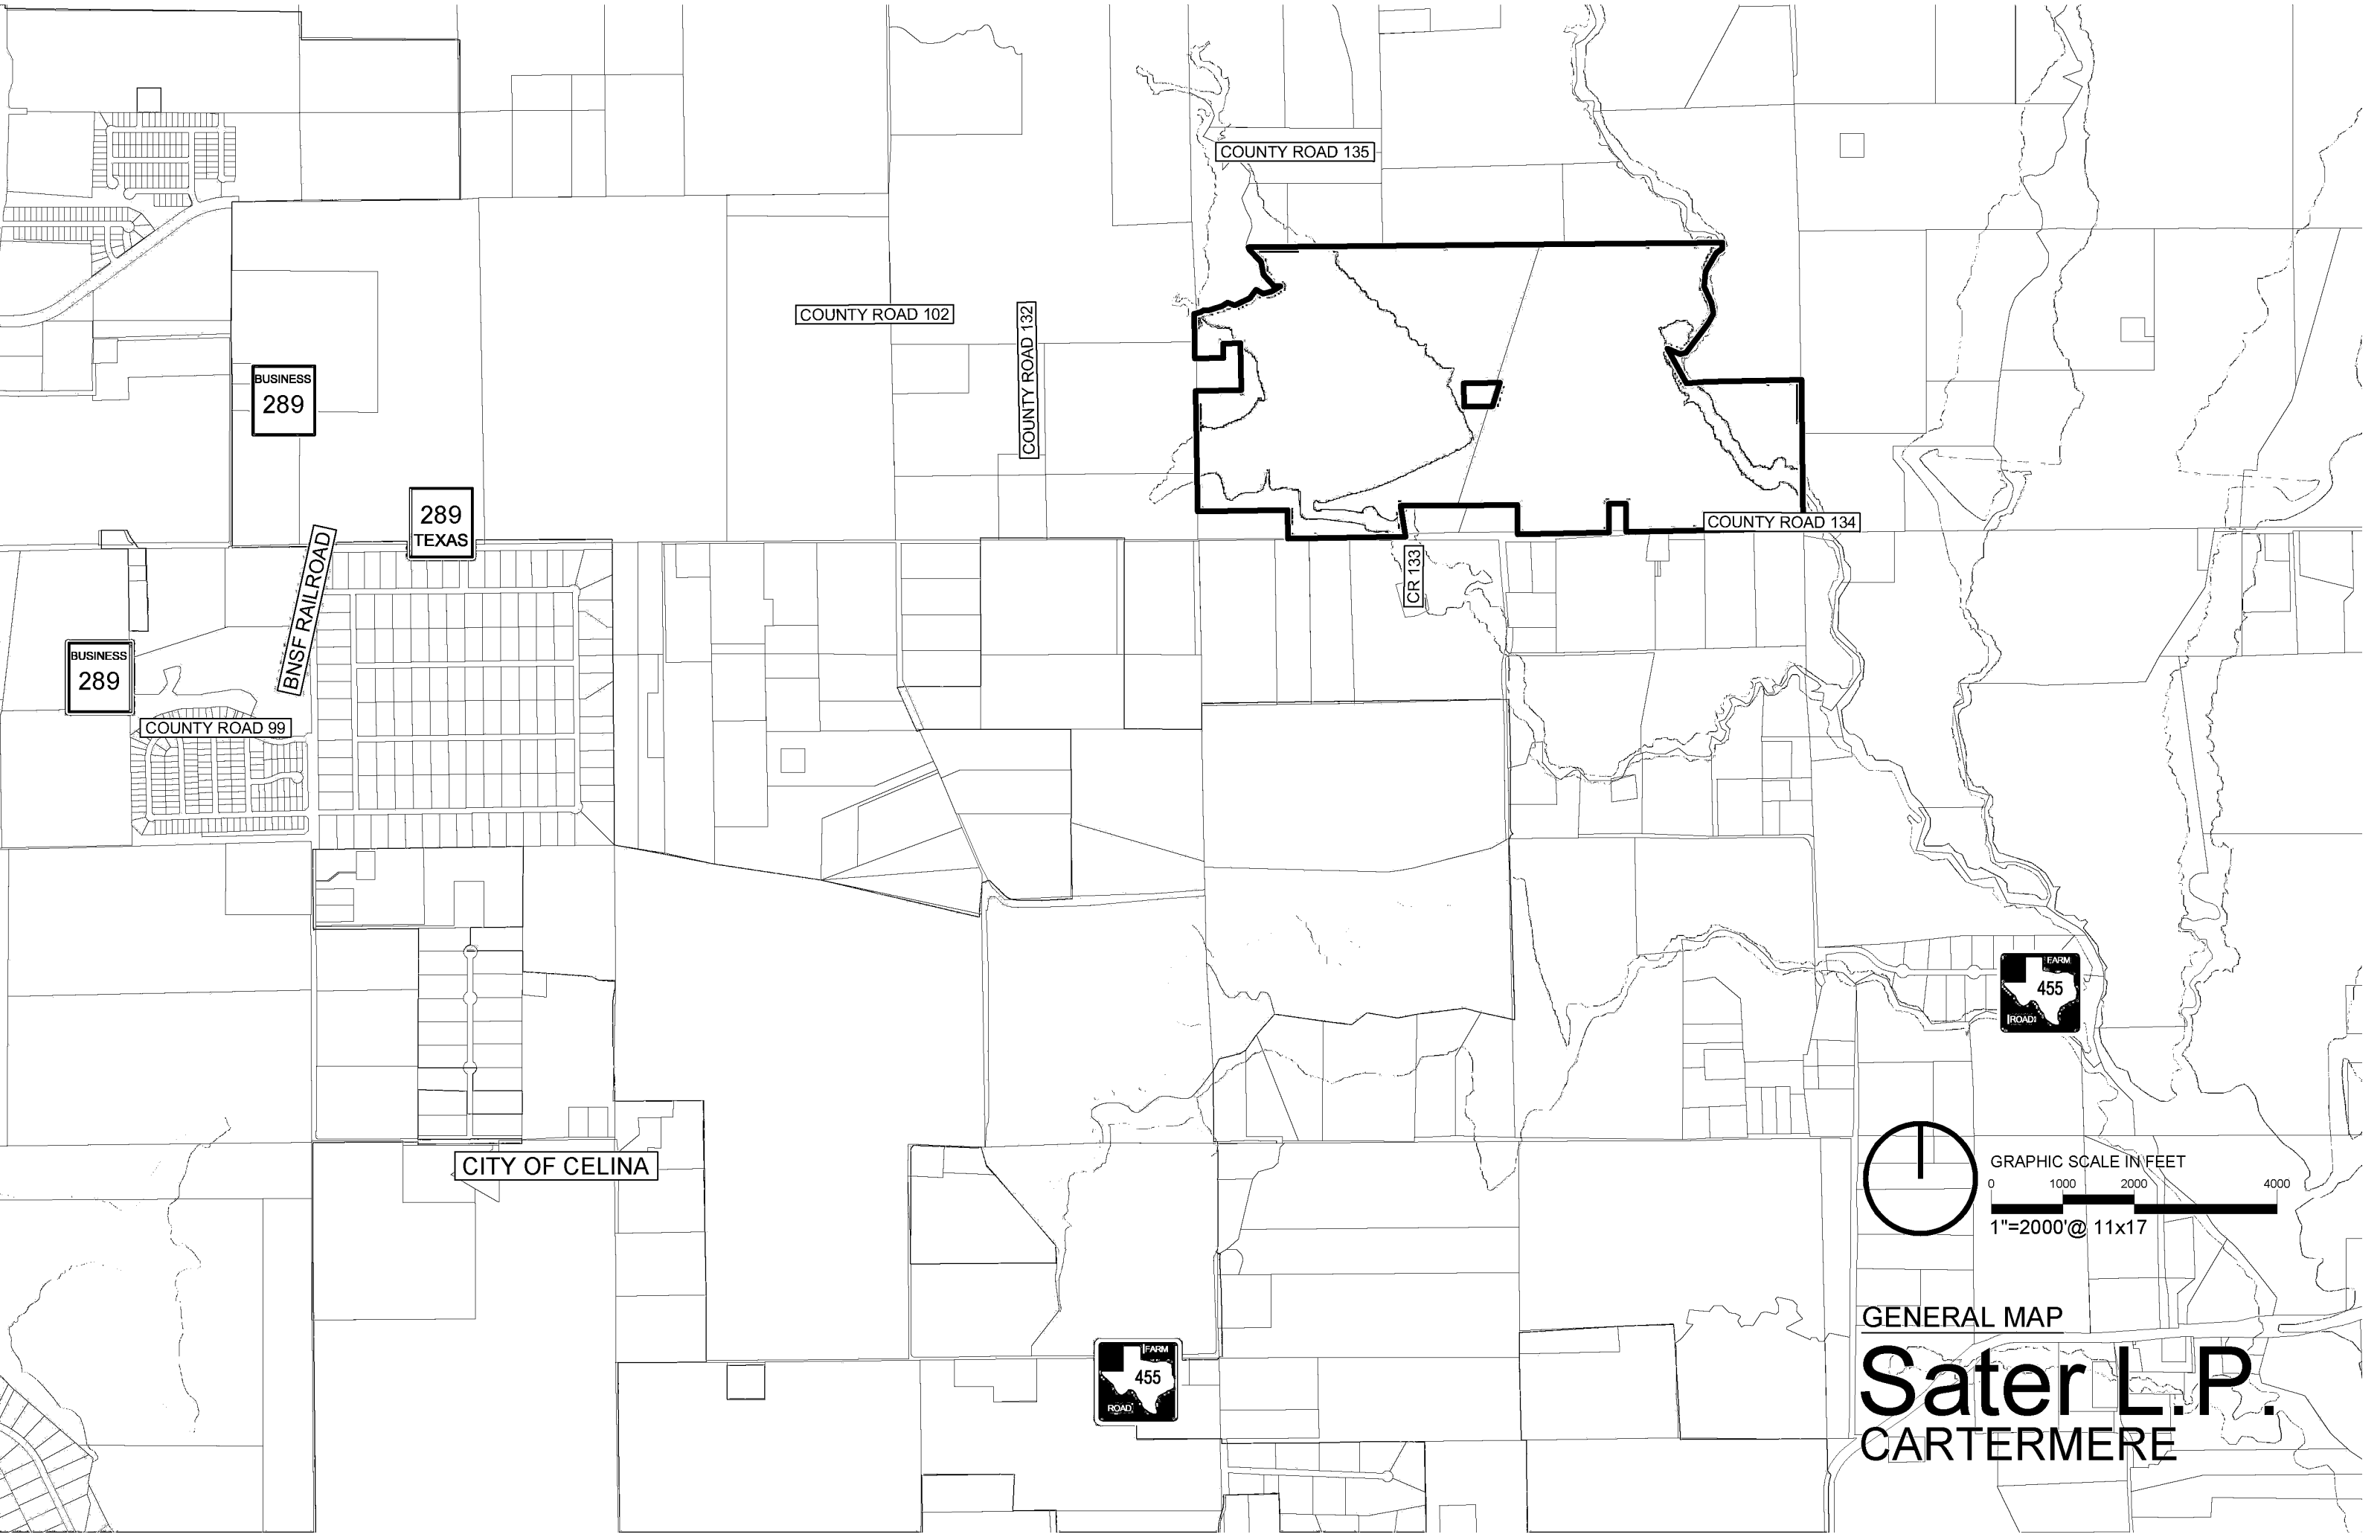 COUNTY ROAD 135
COUNTY ROAD 102
COUNTY ROAD 132
BUSINESS
289
289
TEXAS
COUNTY ROAD 134
BNSF RAILROAD
CR 133
BUSINESS
289
COUNTY ROAD 99
FARM
455
ROAD
CITY OF CELINA
GRAPHIC SCALE IN FEET
0 1000 2000 4000
1"=2000'@ 11x17
GENERAL MAP
FARM
455
ROAD
Sater L.P.
CARTERMERE